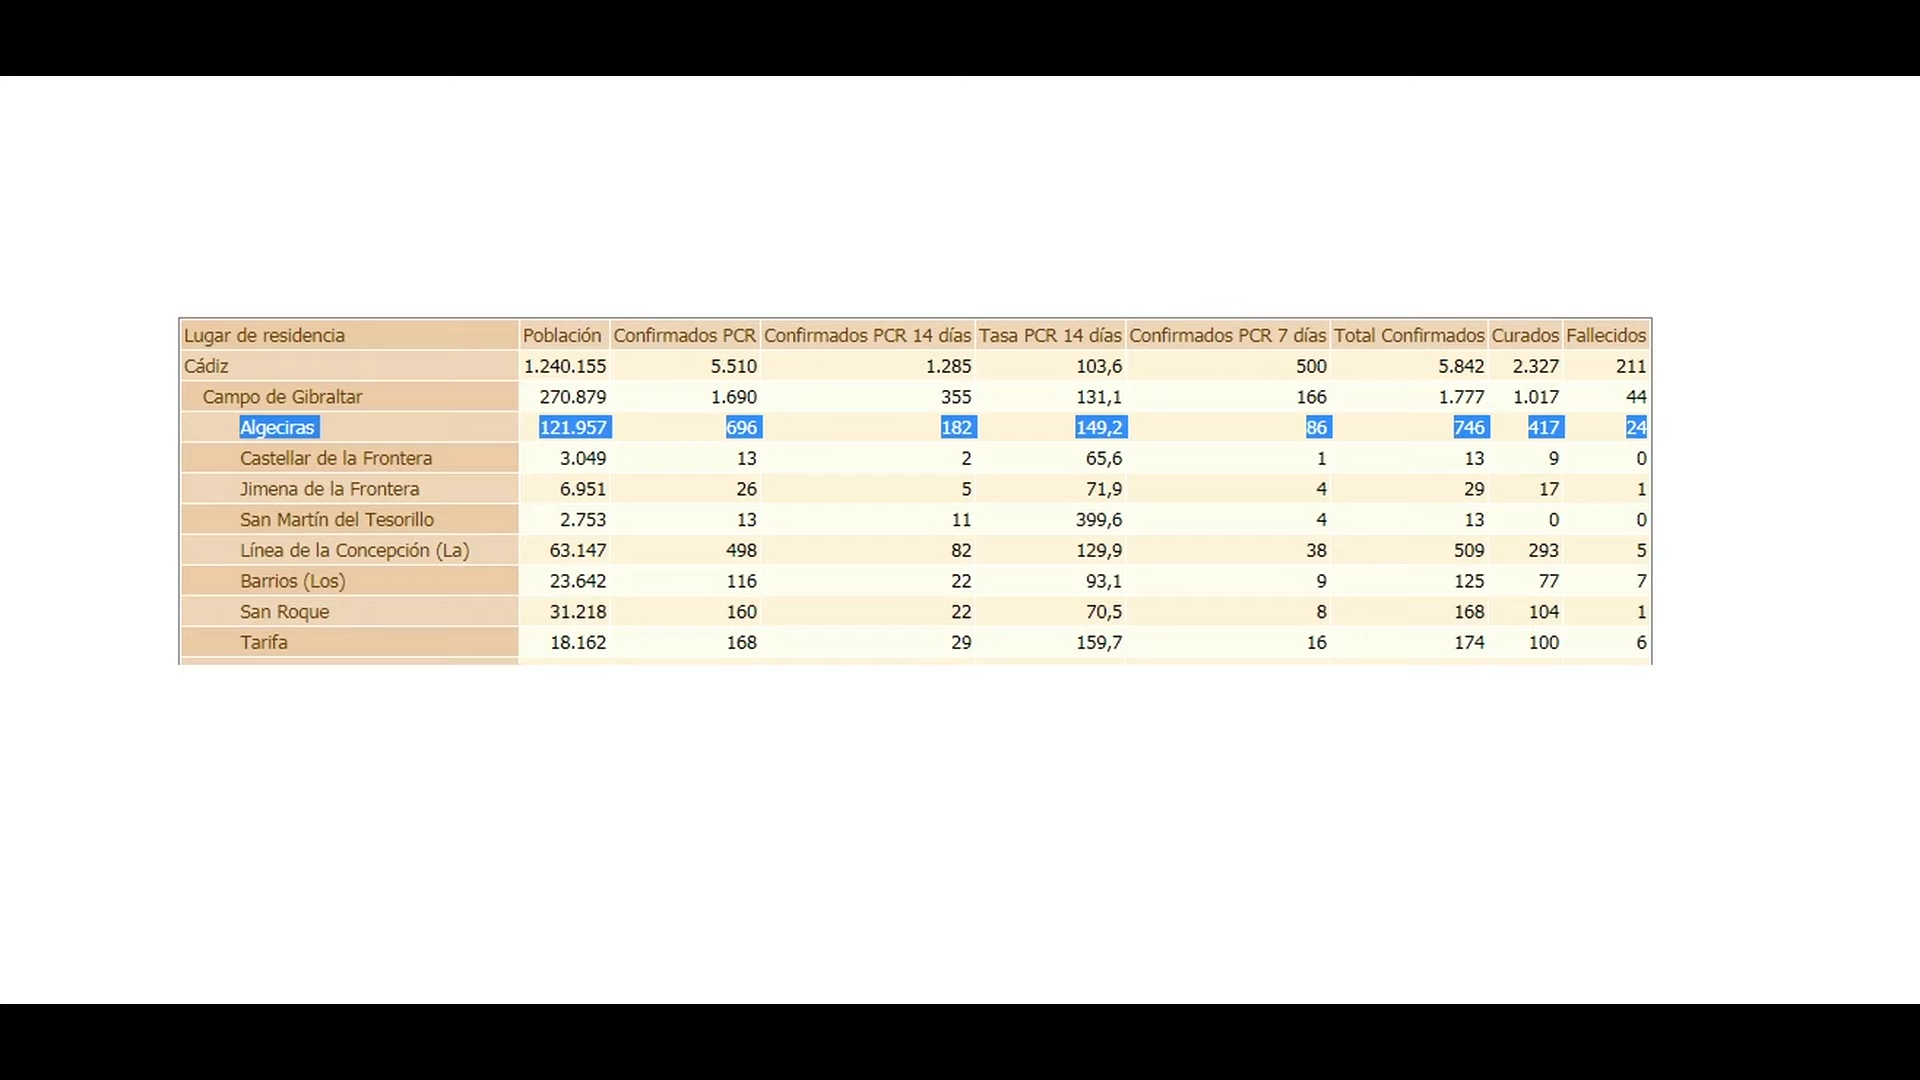 Lugar de residencia Población Confirmados PCR Confirmados PCR 14 días Tasa PCR 14 días Confirmados PCR 7 días Total Confirmados Curados Fallecidos
Cádiz 1.240.155 5.510 1.285 103,6 500 5.842 2.327 211
Campo de Gibraltar 270.879 1.690 355 131,1 166 1.777 1.017 44
Algeciras 121.957 696 182 149,2 86 746 417 24
Castellar de la Frontera 3.049 13 2 65,6 1 13 9 0
Jimena de la Frontera 6.951 26 5 71,9 4 29 17 1
San Martín del Tesorillo 2.753 13 11 399,6 4 13 0 0
Línea de la Concepción (La) 63.147 498 82 129,9 38 509 293 5
Barrios (Los) 23.642 116 22 93,1 9 125 77 7
San Roque 31.218 160 22 70,5 8 168 104 1
Tarifa 18.162 168 29 159,7 16 174 100 6